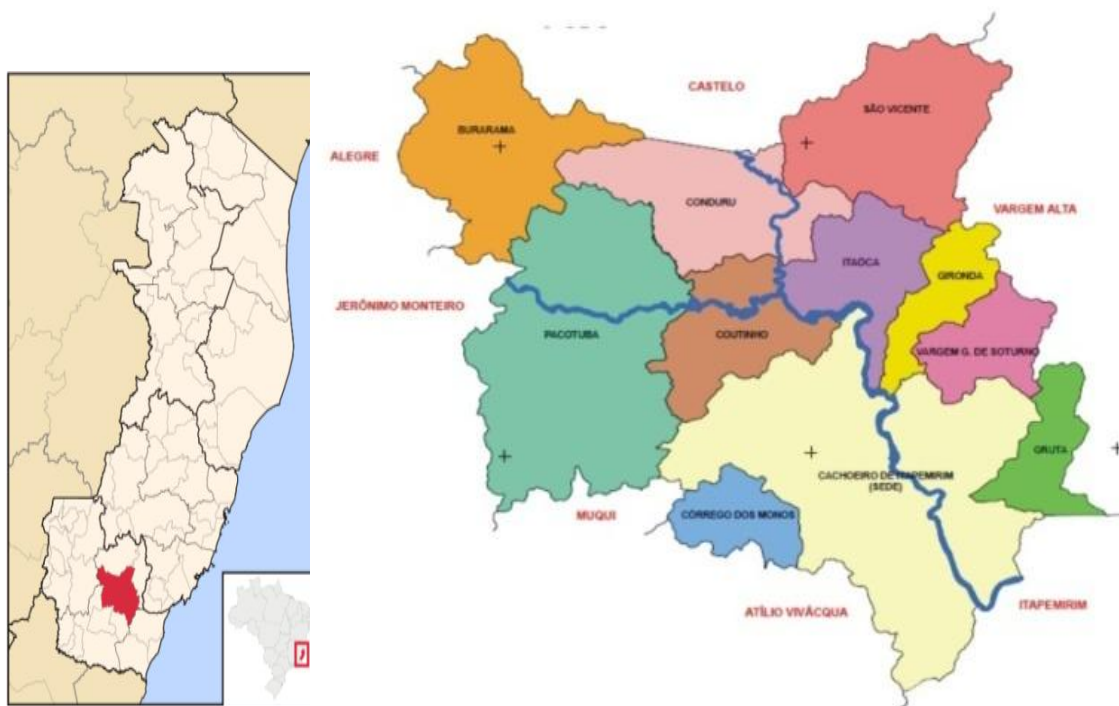 CASTELO
SÃO VICENTE
BURARAMA
ALEGRE
CONDURU
VARGEM ALTA
ITAÓCA
GIRONDA
JERÔNIMO MONTEIRO
PACOTUBA
COUTINHO
VARGEM G. DE SOTURNO
GRUTA
CACHOEIRO DE ITAPEMIRIM
(SEDE)
MUQUI
CÓRREGO DOS MONOS
ATÍLIO VIVÁCQUA
ITAPEMIRIM